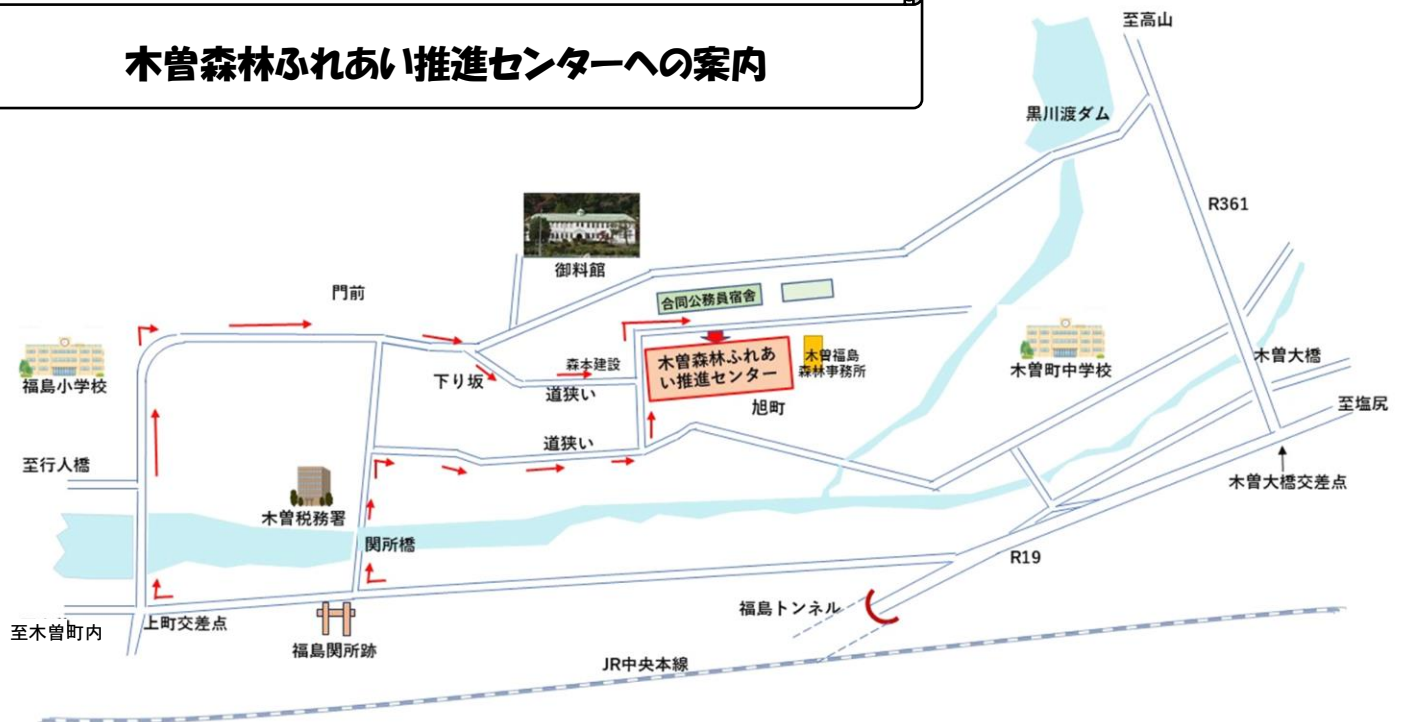 木曽森林ふれあい推進センターへの案内
至高山
黒川渡ダム
R361
御料館
門前
合同公務員宿舎
福島小学校
下り坂
森本建設
道狭い
木曽森林ふれあ
い推進センター
木曽福島
森林事務所
旭町
木曽町中学校
木曽大橋
至塩尻
道狭い
至行人橋
木曽大橋交差点
木曽税務署
関所橋
R19
福島トンネル
上町交差点
至木曽町内
福島関所跡
JR中央本線